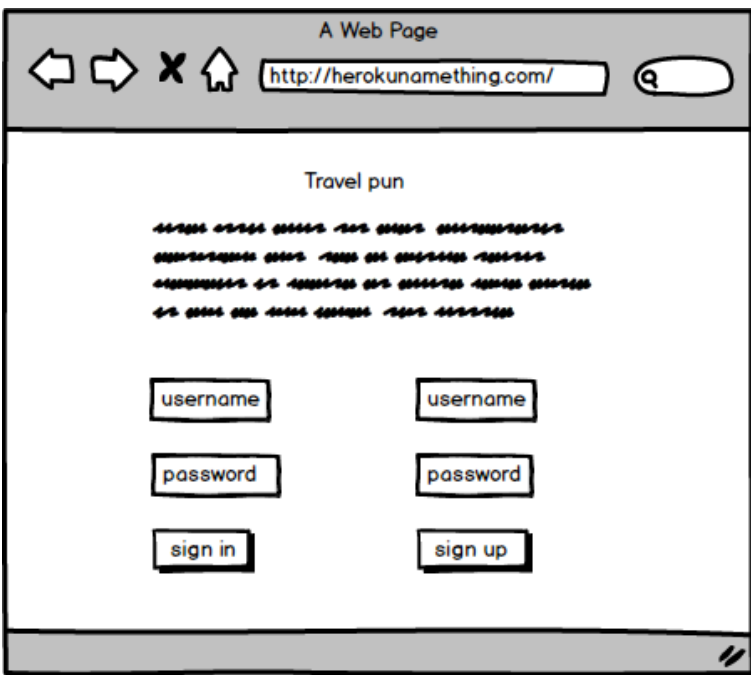 A Web Page
http://herokunamething.com/
Travel pun
username username
password password
sign in sign up